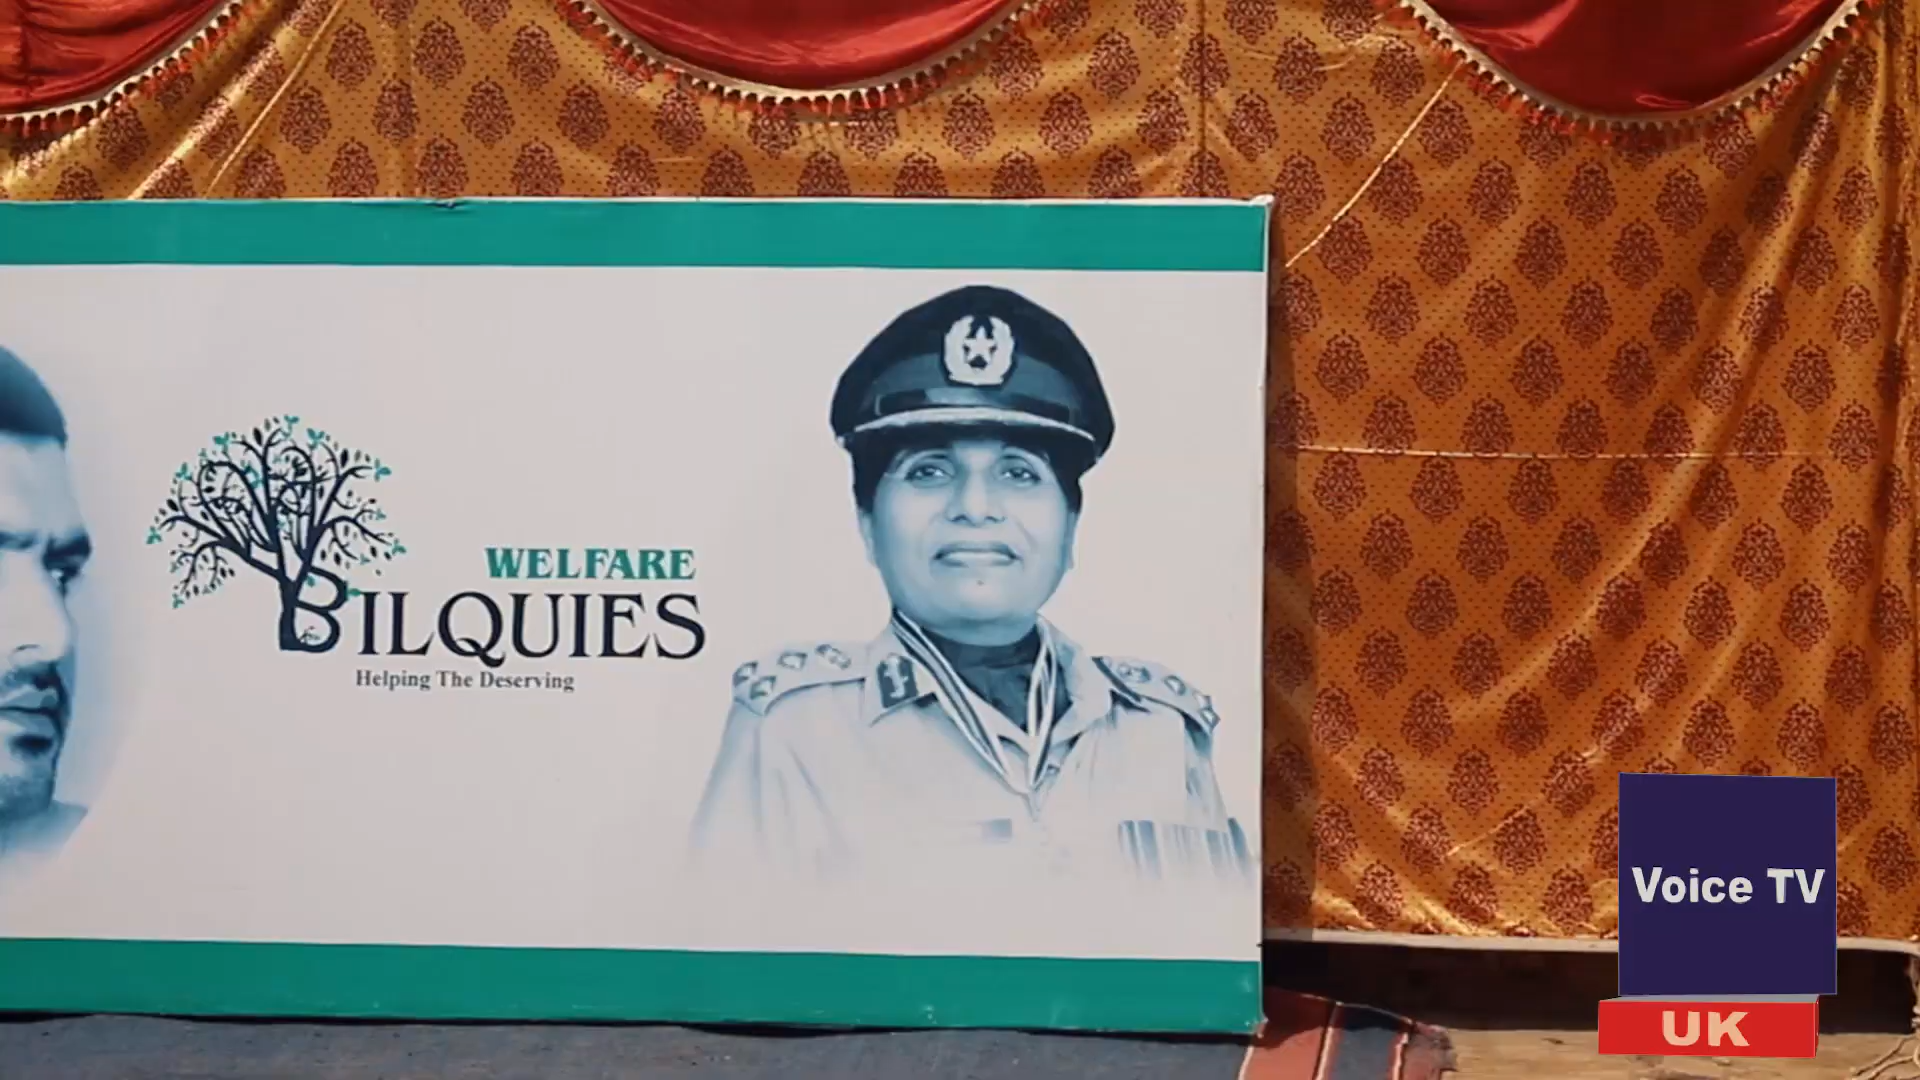 WELFARE
BILQUIES
Helping The Deserving
Voice TV
UK